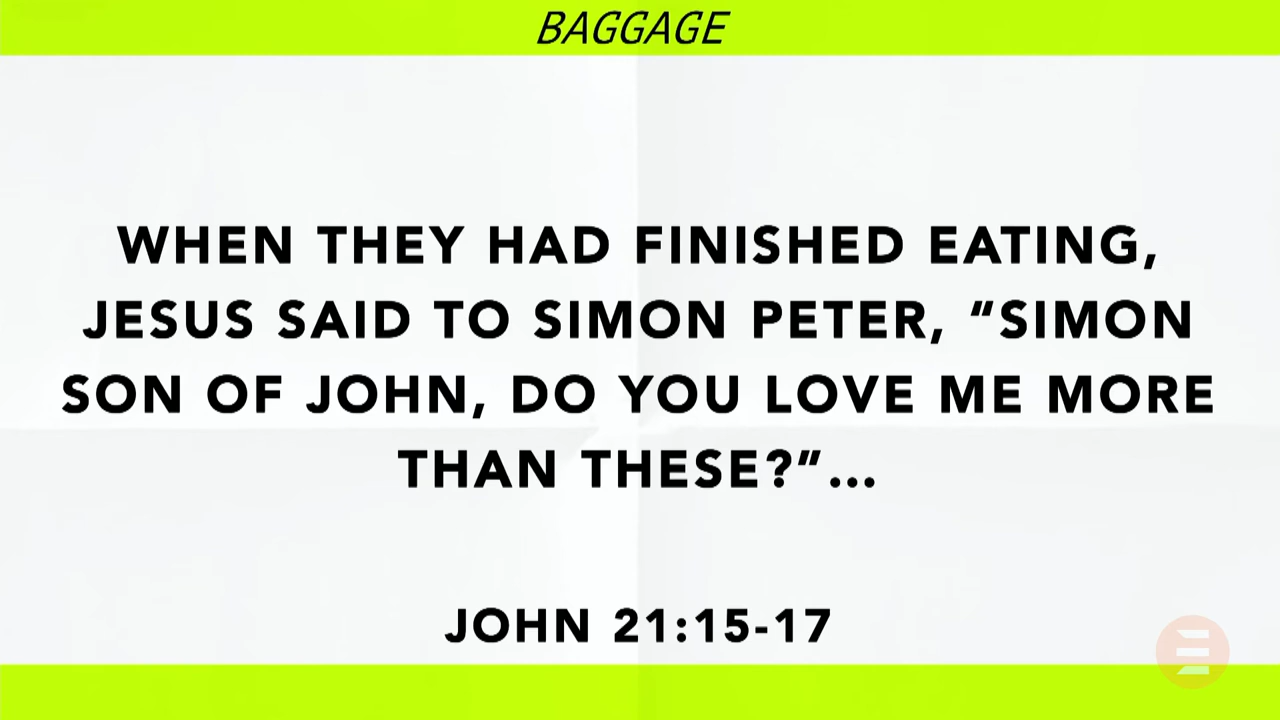 BAGGAGE
WHEN THEY HAD FINISHED EATING,
JESUS SAID TO SIMON PETER, “SIMON
SON OF JOHN, DO YOU LOVE ME MORE
THAN THESE?”...
JOHN 21:15-17